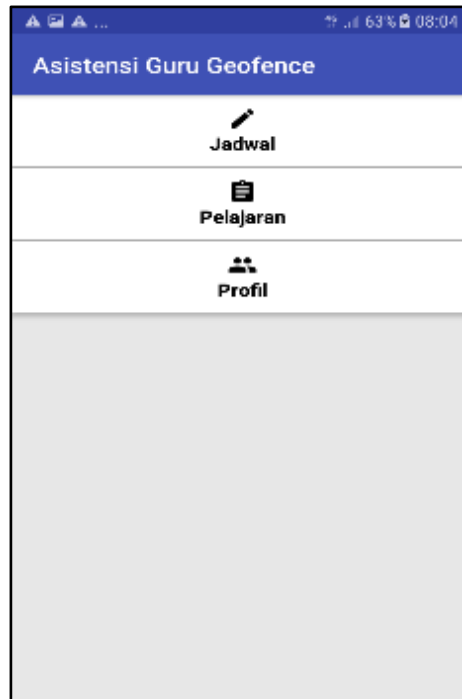 63% 08:04
Asistensi Guru Geofence
Jadwal
Pelajaran
Profil